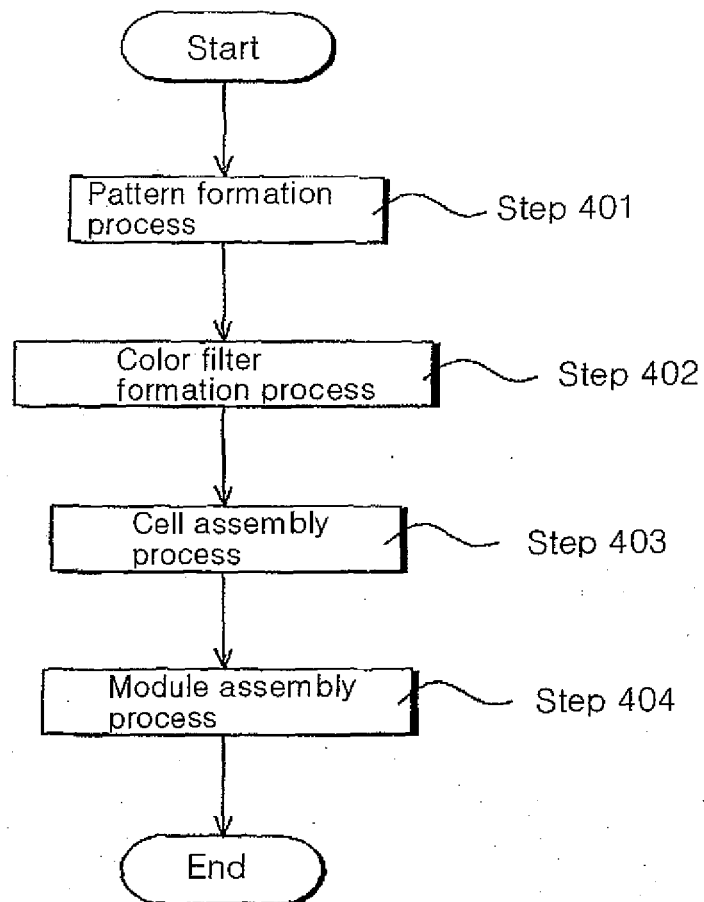 Start
Pattern formation
process
Step 401
Color filter
formation process
Step 402
Cell assembly
process
Step 403
Module assembly
process
Step 404
End